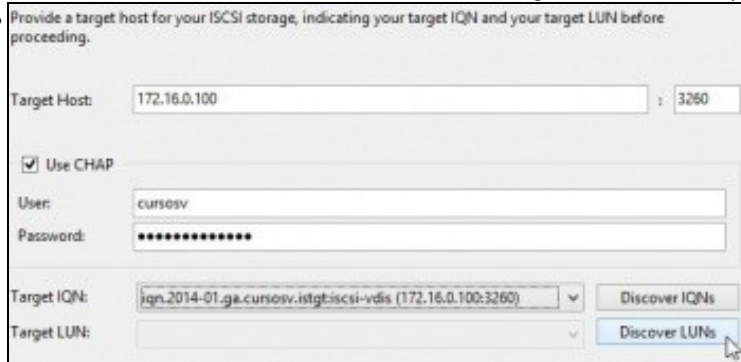 Provide a target host for your ISCSI storage, indicating your target IQN and your target LUN before
proceeding.
Target Host: 172.16.0.100 : 3260
Use CHAP
User: cursosv
Password: •••••••••••••
Target IQN: iqn.2014-01.ga.cursosv.istgt:iscsi-vdis (172.16.0.100:3260) Discover IQNs
Target LUN: Discover LUNs